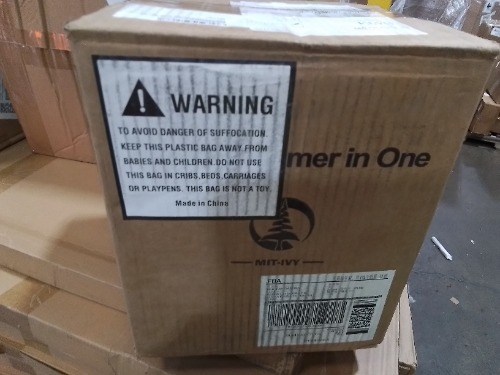 WARNING
TO AVOID DANGER OF SUFFOCATION
KEEP THIS PLASTIC BAG AWAY.FROM
BABIES AND CHILDREN.DO NOT USE
THIS BAG IN CRIBS,BEDS,CARRIAGES
OR PLAYPENS. THIS BAG IS NOT A TOY.
Made in China
mer in One
MIT-IVY
FBA